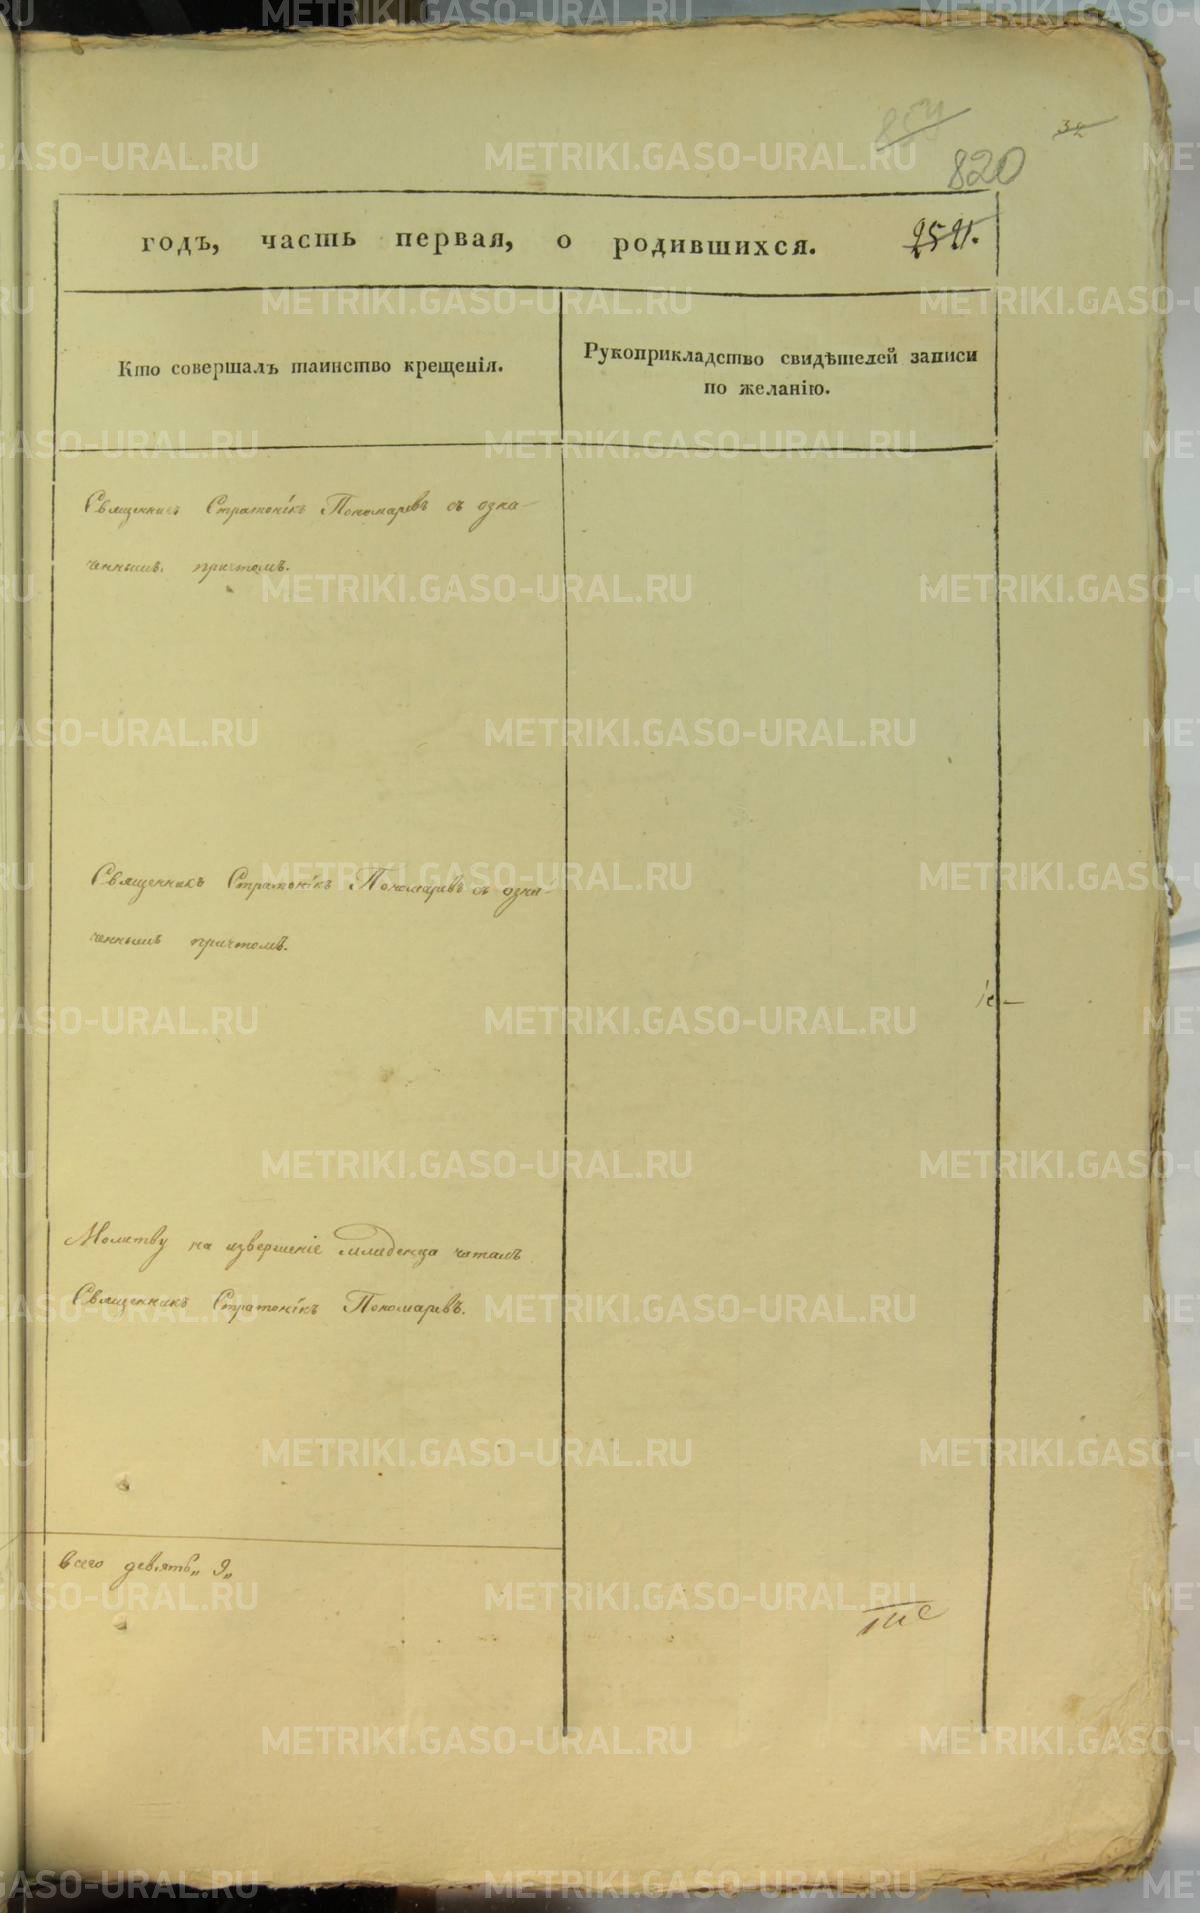 820
годъ, часть первая, о родившихся.
Кто совершалъ таинство крещенія.
Рукоприкладство свидѣтелей записи
по желанію.
Священникъ Стратоникъ Пономаревъ съ озна-
ченнымъ причтомъ.
Священникъ Стратоникъ Пономаревъ съ озна-
ченнымъ причтомъ.
Молитву на извержение младенца читалъ
Священникъ Стратоникъ Пономаревъ.
всего девять „9„
METRIKI.GASO-URAL.RU